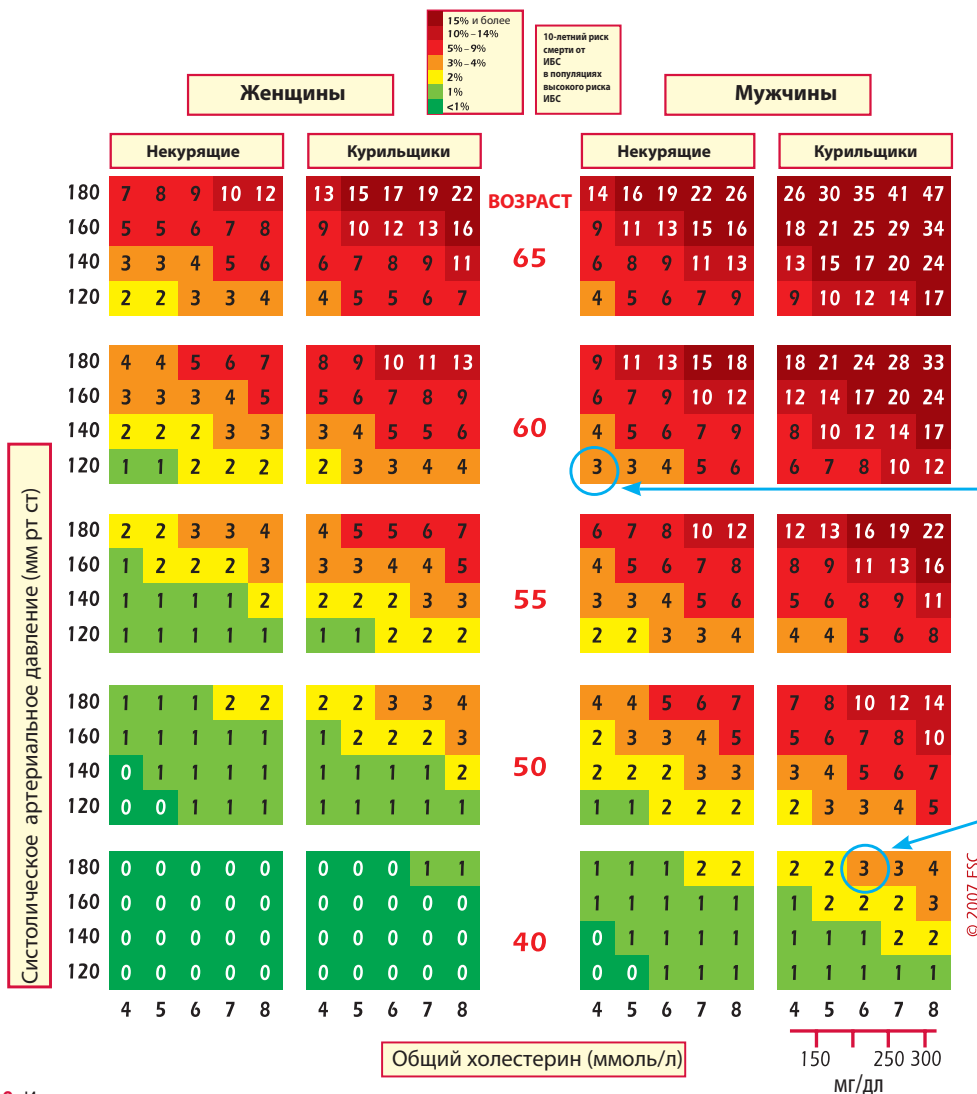 15% и более
10%–14%
5%–9%
3%–4%
2%
1%
<1%
10-летний риск
смерти от
ИБС
в популяциях
высокого риска
ИБС
Женщины
Мужчины
Некурящие
Курильщики
Некурящие
Курильщики
ВОЗРАСТ
180 7 8 9 10 12 13 15 17 19 22 14 16 19 22 26 26 30 35 41 47
160 5 5 6 7 8 9 10 12 13 16 9 11 13 15 16 18 21 25 29 34
140 3 3 4 5 6 6 7 8 9 11 65 6 8 9 11 13 13 15 17 20 24
120 2 2 3 3 4 4 5 5 6 7 4 5 6 7 9 9 10 12 14 17
180 4 4 5 6 7 8 9 10 11 13 9 11 13 15 18 18 21 24 28 33
160 3 3 3 4 5 5 6 7 8 9 6 7 9 10 12 12 14 17 20 24
140 2 2 2 3 3 3 4 5 5 6 60 4 5 6 7 9 8 10 12 14 17
120 1 1 2 2 2 2 3 3 4 4 3 3 4 5 6 6 7 8 10 12
180 2 2 3 3 4 4 5 5 6 7 6 7 8 10 12 12 13 16 19 22
160 1 2 2 2 3 3 3 4 4 5 4 5 6 7 8 8 9 11 13 16
140 1 1 1 1 2 2 2 2 3 3 55 3 3 4 5 6 5 6 8 9 11
120 1 1 1 1 1 1 1 2 2 2 2 2 3 3 4 4 4 5 6 8
180 1 1 1 2 2 2 2 3 3 4 4 4 5 6 7 7 8 10 12 14
160 1 1 1 1 1 1 2 2 2 3 2 3 3 4 5 5 6 7 8 10
140 0 1 1 1 1 1 1 1 1 2 50 2 2 2 3 3 3 4 5 6 7
120 0 0 1 1 1 1 1 1 1 1 1 1 2 2 2 2 3 3 4 5
180 0 0 0 0 0 0 0 0 1 1 1 1 1 2 2 2 2 3 3 4
160 0 0 0 0 0 0 0 0 0 0 1 1 1 1 1 1 2 2 2 3
140 0 0 0 0 0 0 0 0 0 0 40 0 1 1 1 1 1 1 1 2 2
120 0 0 0 0 0 0 0 0 0 0 0 0 1 1 1 1 1 1 1 1
4 5 6 7 8 4 5 6 7 8 4 5 6 7 8 4 5 6 7 8
Систолическое артериальное давление (мм рт ст)
© 2007 ESC
Общий холестерин (ммоль/л)
150 250 300
мг/дл